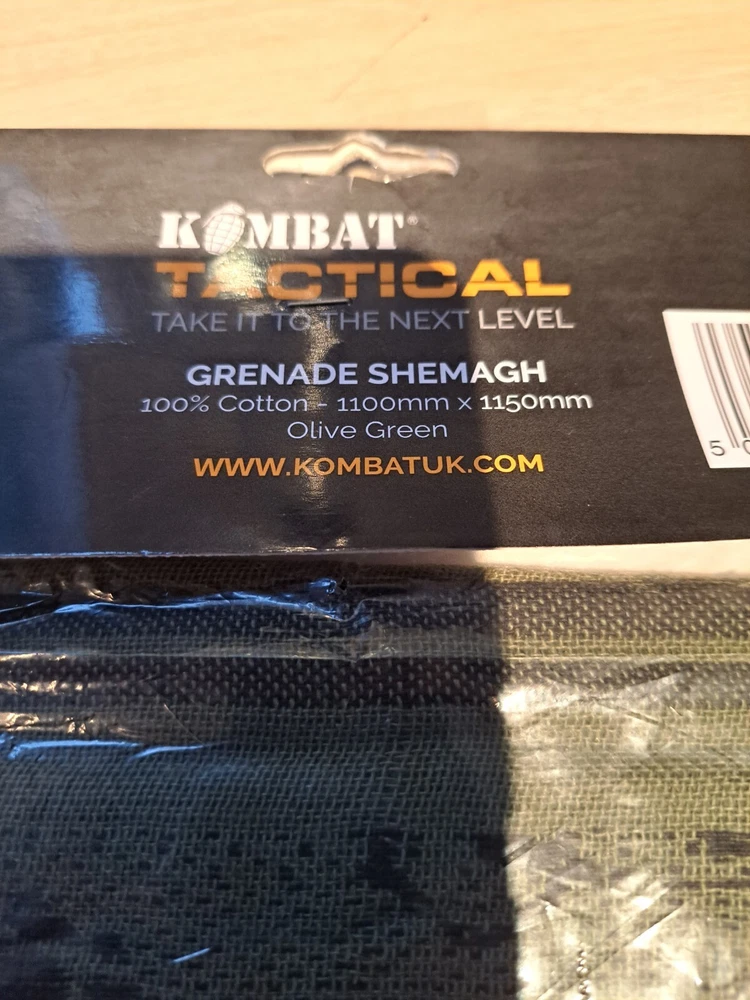 KOMBAT®
TACTICAL
TAKE IT TO THE NEXT LEVEL
GRENADE SHEMAGH
100% Cotton - 1100mm x 1150mm
Olive Green
WWW.KOMBATUK.COM
5